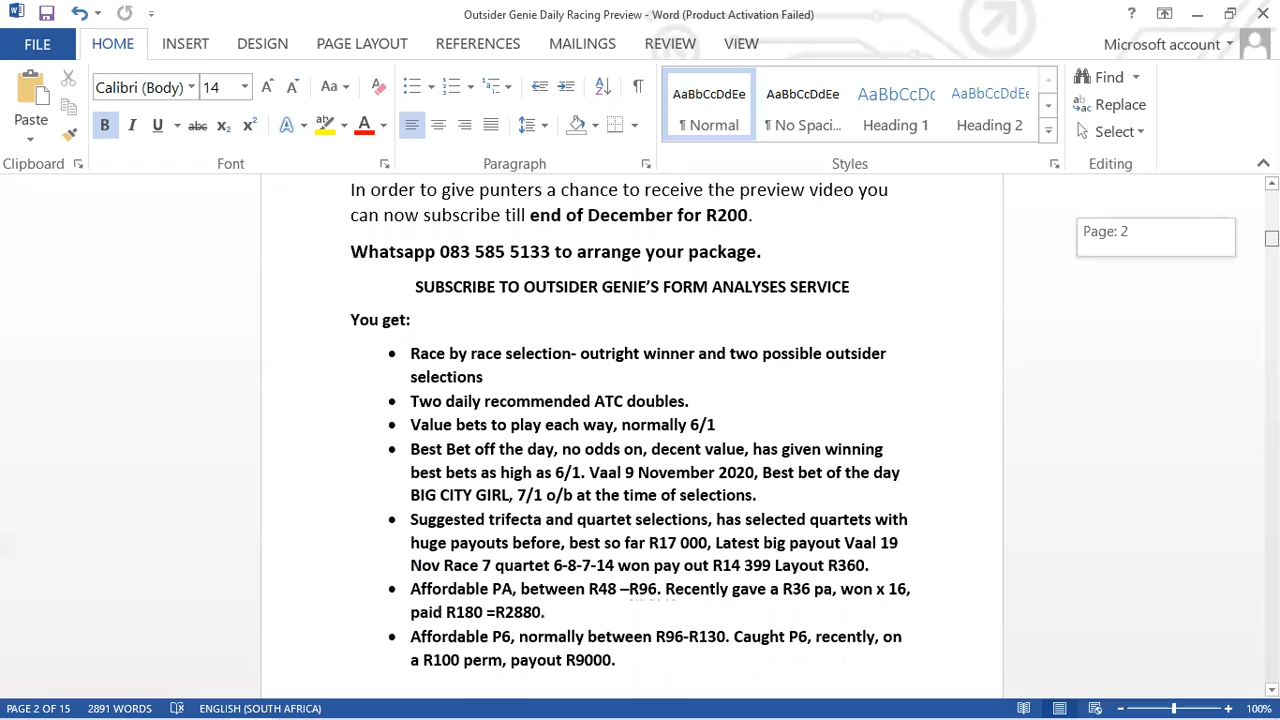 Outsider Genie Daily Racing Preview - Word (Product Activation Failed)
FILE HOME INSERT DESIGN PAGE LAYOUT REFERENCES MAILINGS REVIEW VIEW Microsoft account
Calibri (Body) 14 Aa
Paste
B I U abc x₂ x² A A
AaBbCcDdEe AaBbCcDdEe AaBbCcDc AaBbCcDdEe
¶ Normal ¶ No Spaci... Heading 1 Heading 2
Find
Replace
Select
Clipboard Font Paragraph Styles Editing
In order to give punters a chance to receive the preview video you
can now subscribe till end of December for R200.
Page: 2
Whatsapp 083 585 5133 to arrange your package.
SUBSCRIBE TO OUTSIDER GENIE’S FORM ANALYSES SERVICE
You get:
• Race by race selection- outright winner and two possible outsider
selections
• Two daily recommended ATC doubles.
• Value bets to play each way, normally 6/1
• Best Bet off the day, no odds on, decent value, has given winning
best bets as high as 6/1. Vaal 9 November 2020, Best bet of the day
BIG CITY GIRL, 7/1 o/b at the time of selections.
• Suggested trifecta and quartet selections, has selected quartets with
huge payouts before, best so far R17 000, Latest big payout Vaal 19
Nov Race 7 quartet 6-8-7-14 won pay out R14 399 Layout R360.
• Affordable PA, between R48 –R96. Recently gave a R36 pa, won x 16,
paid R180 =R2880.
• Affordable P6, normally between R96-R130. Caught P6, recently, on
a R100 perm, payout R9000.
PAGE 2 OF 15 2891 WORDS ENGLISH (SOUTH AFRICA) 100%